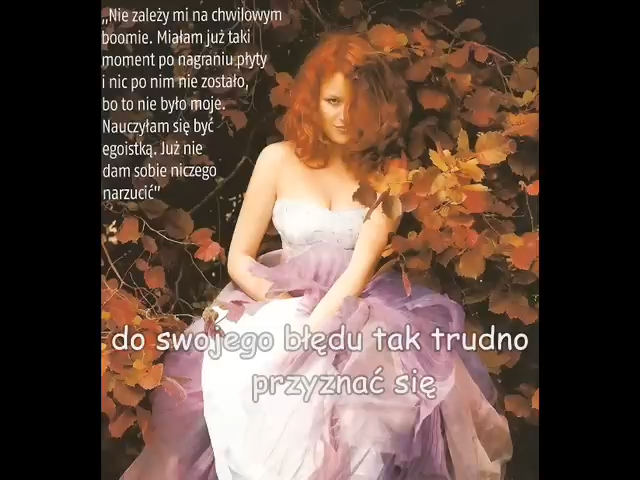 „Nie zależy mi na chwilowym
boomie. Miałam już taki
moment po nagraniu płyty
i nic po nim nie zostało,
bo to nie było moje.
Nauczyłam się być
egoistką. Już nie
dam sobie niczego
narzucić"
do swojego błędu tak trudno
przyznać się